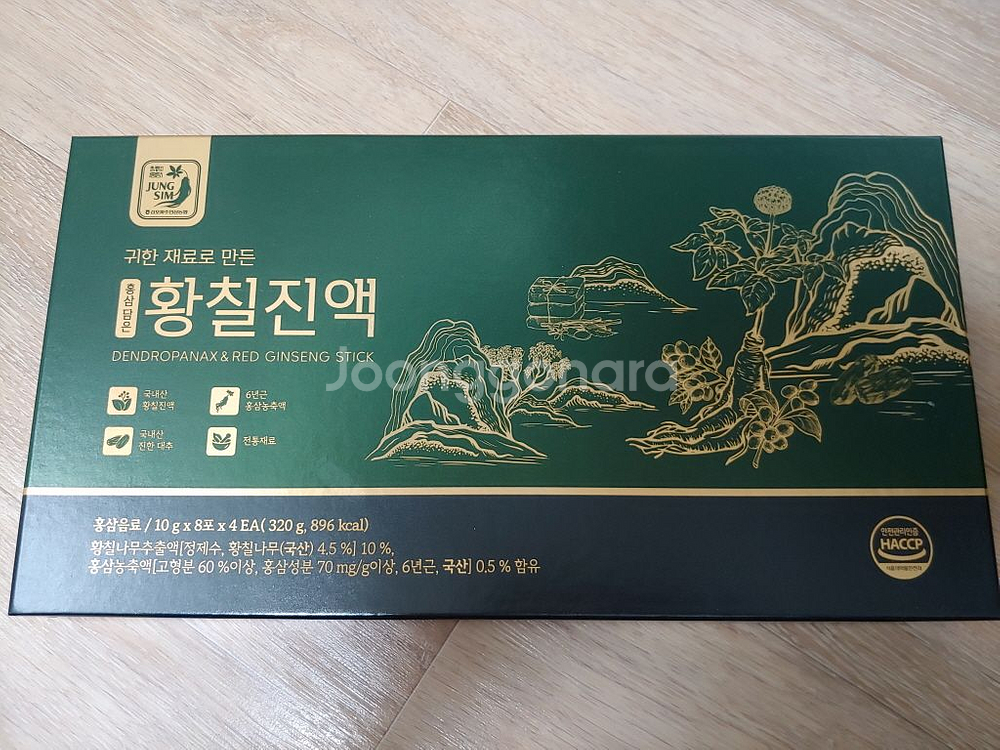 JUNG
SIM
귀한 재료로 만든
홍삼담은
황칠진액
DENDROPANAX & RED GINSENG STICK
국내산
황칠진액
6년근
홍삼농축액
국내산
진한 대추
전통재료
Joonggonara
홍삼음료 / 10 g x 8포 x 4 EA( 320 g, 896 kcal)
황칠나무추출액[정제수, 황칠나무(국산) 4.5 %] 10 %,
홍삼농축액[고형분 60 %이상, 홍삼성분 70 mg/g이상, 6년근, 국산] 0.5 % 함유
안전관리인증
HACCP